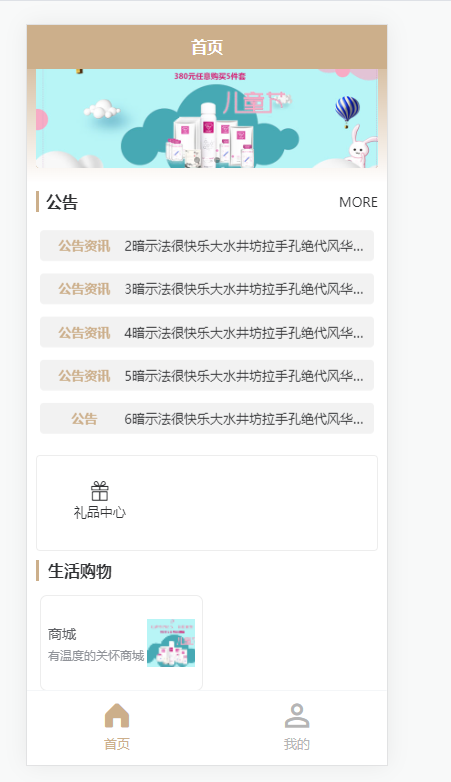 首页
380元任意购买5件套
儿童节
公告
MORE
公告资讯 2暗示法很快乐大水井坊拉手孔绝代风华...
公告资讯 3暗示法很快乐大水井坊拉手孔绝代风华...
公告资讯 4暗示法很快乐大水井坊拉手孔绝代风华...
公告资讯 5暗示法很快乐大水井坊拉手孔绝代风华...
公告 6暗示法很快乐大水井坊拉手孔绝代风华...
礼品中心
生活购物
商城
有温度的关怀商城
首页
我的